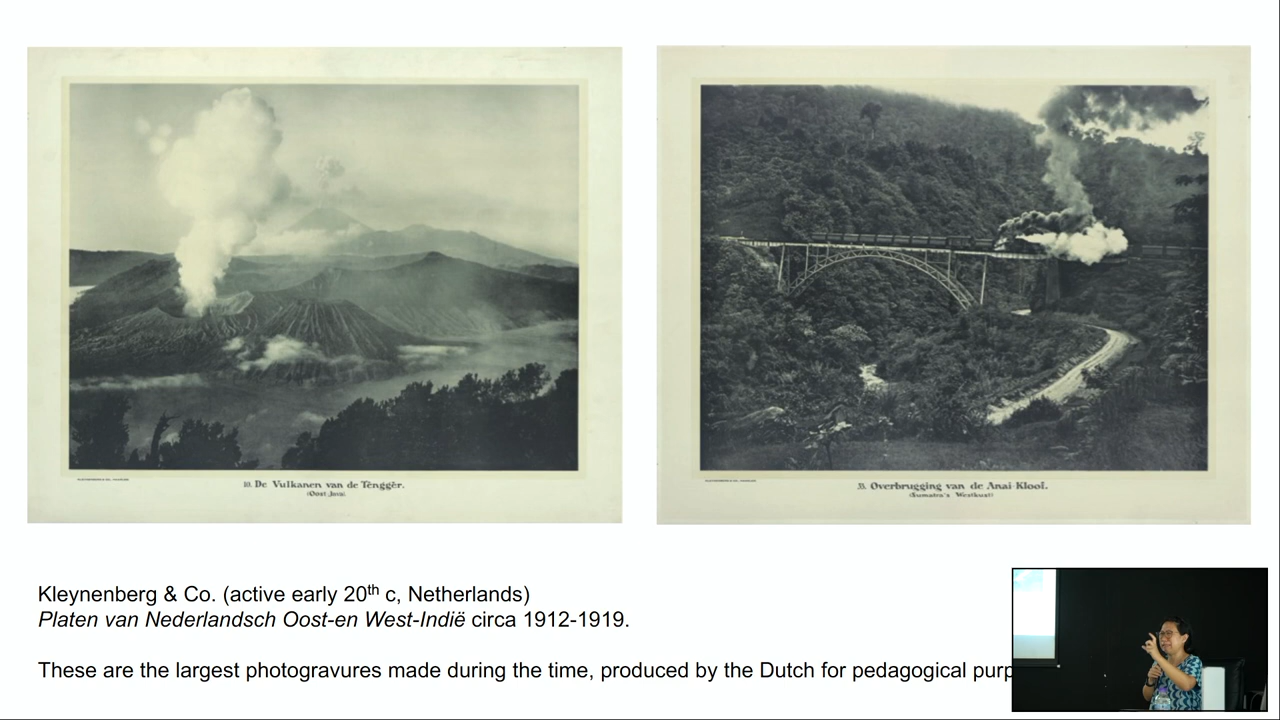 10. De Vulkanen van de Tĕnggĕr.
(Oost Java)
33. Overbrugging van de Anai-Kloof.
(Sumatra's Westkust)
Kleynenberg & Co. (active early 20th c, Netherlands)
Platen van Nederlandsch Oost-en West-Indië circa 1912-1919.
These are the largest photogravures made during the time, produced by the Dutch for pedagogical purp